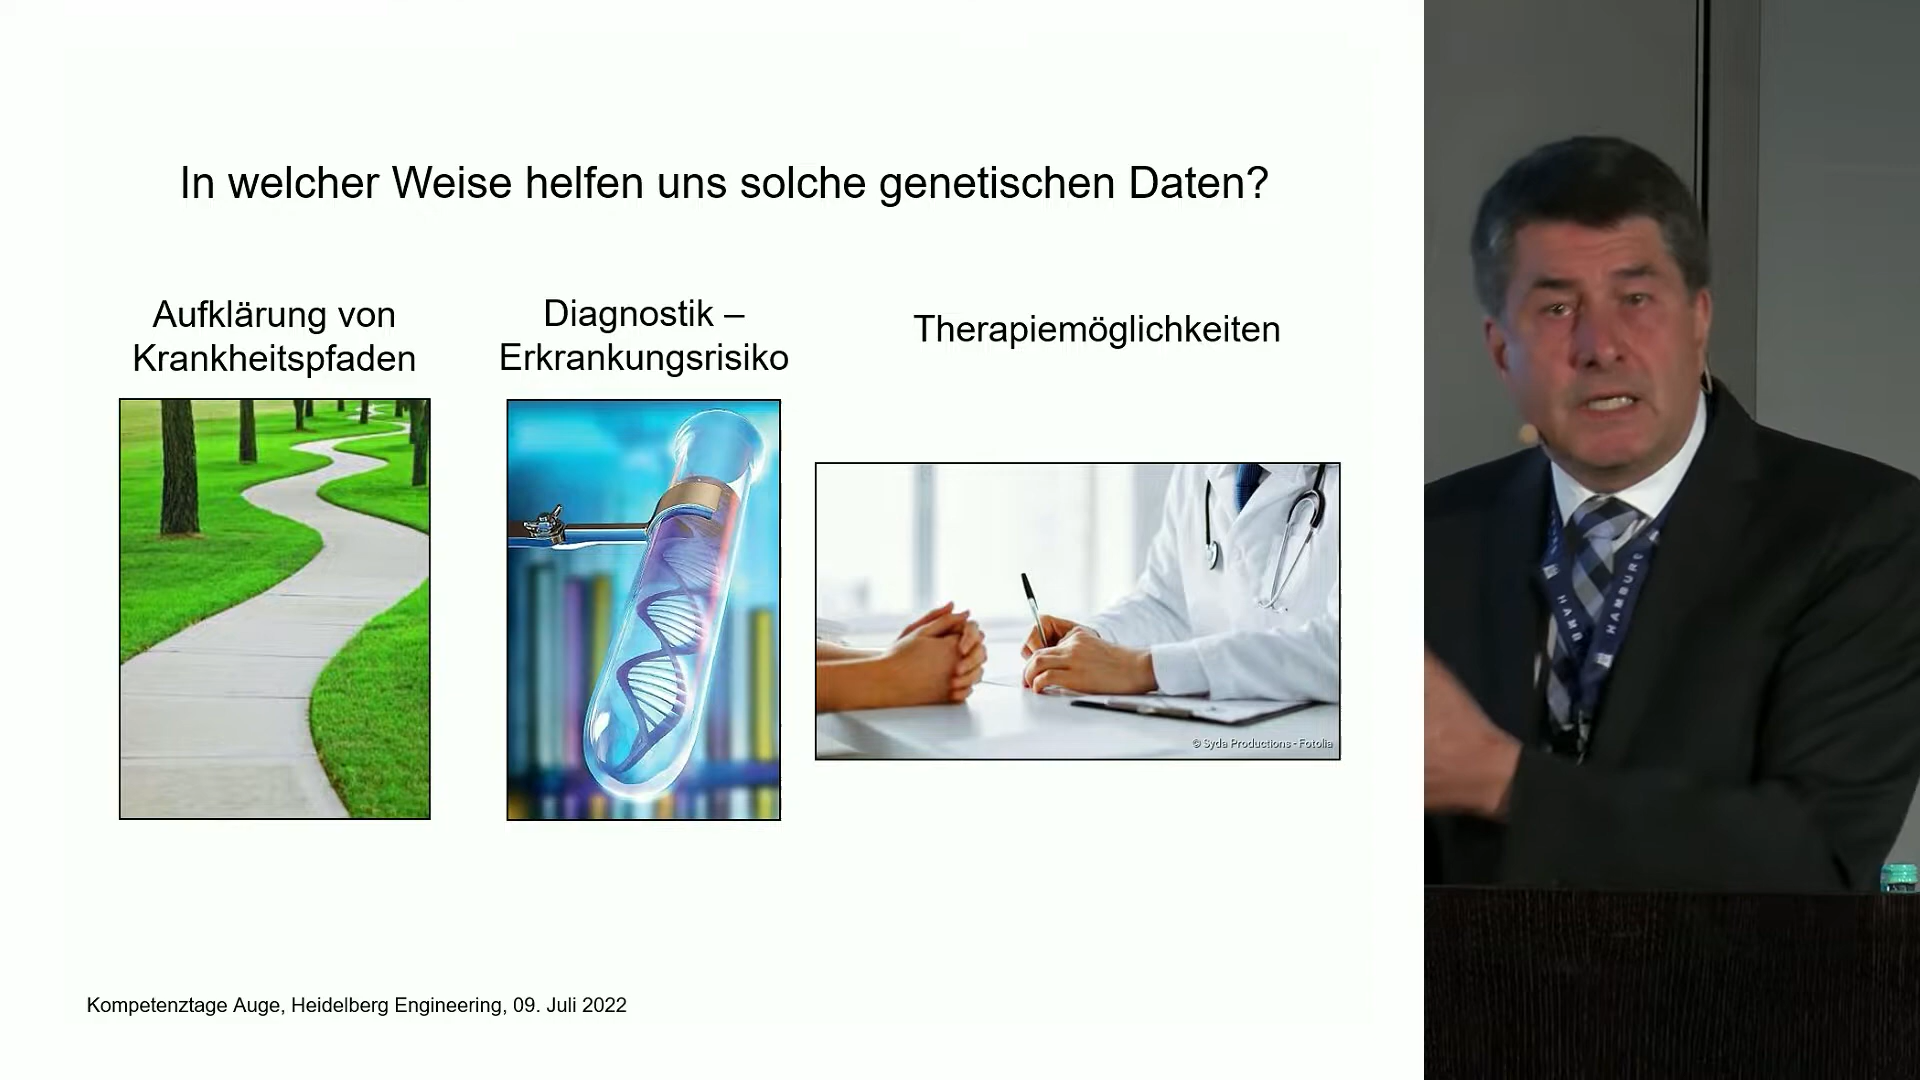 In welcher Weise helfen uns solche genetischen Daten?
Aufklärung von
Krankheitspfaden
Diagnostik –
Erkrankungsrisiko
Therapiemöglichkeiten
© Syda Productions - Fotolia
Kompetenztage Auge, Heidelberg Engineering, 09. Juli 2022
HAMB
HAMBURG